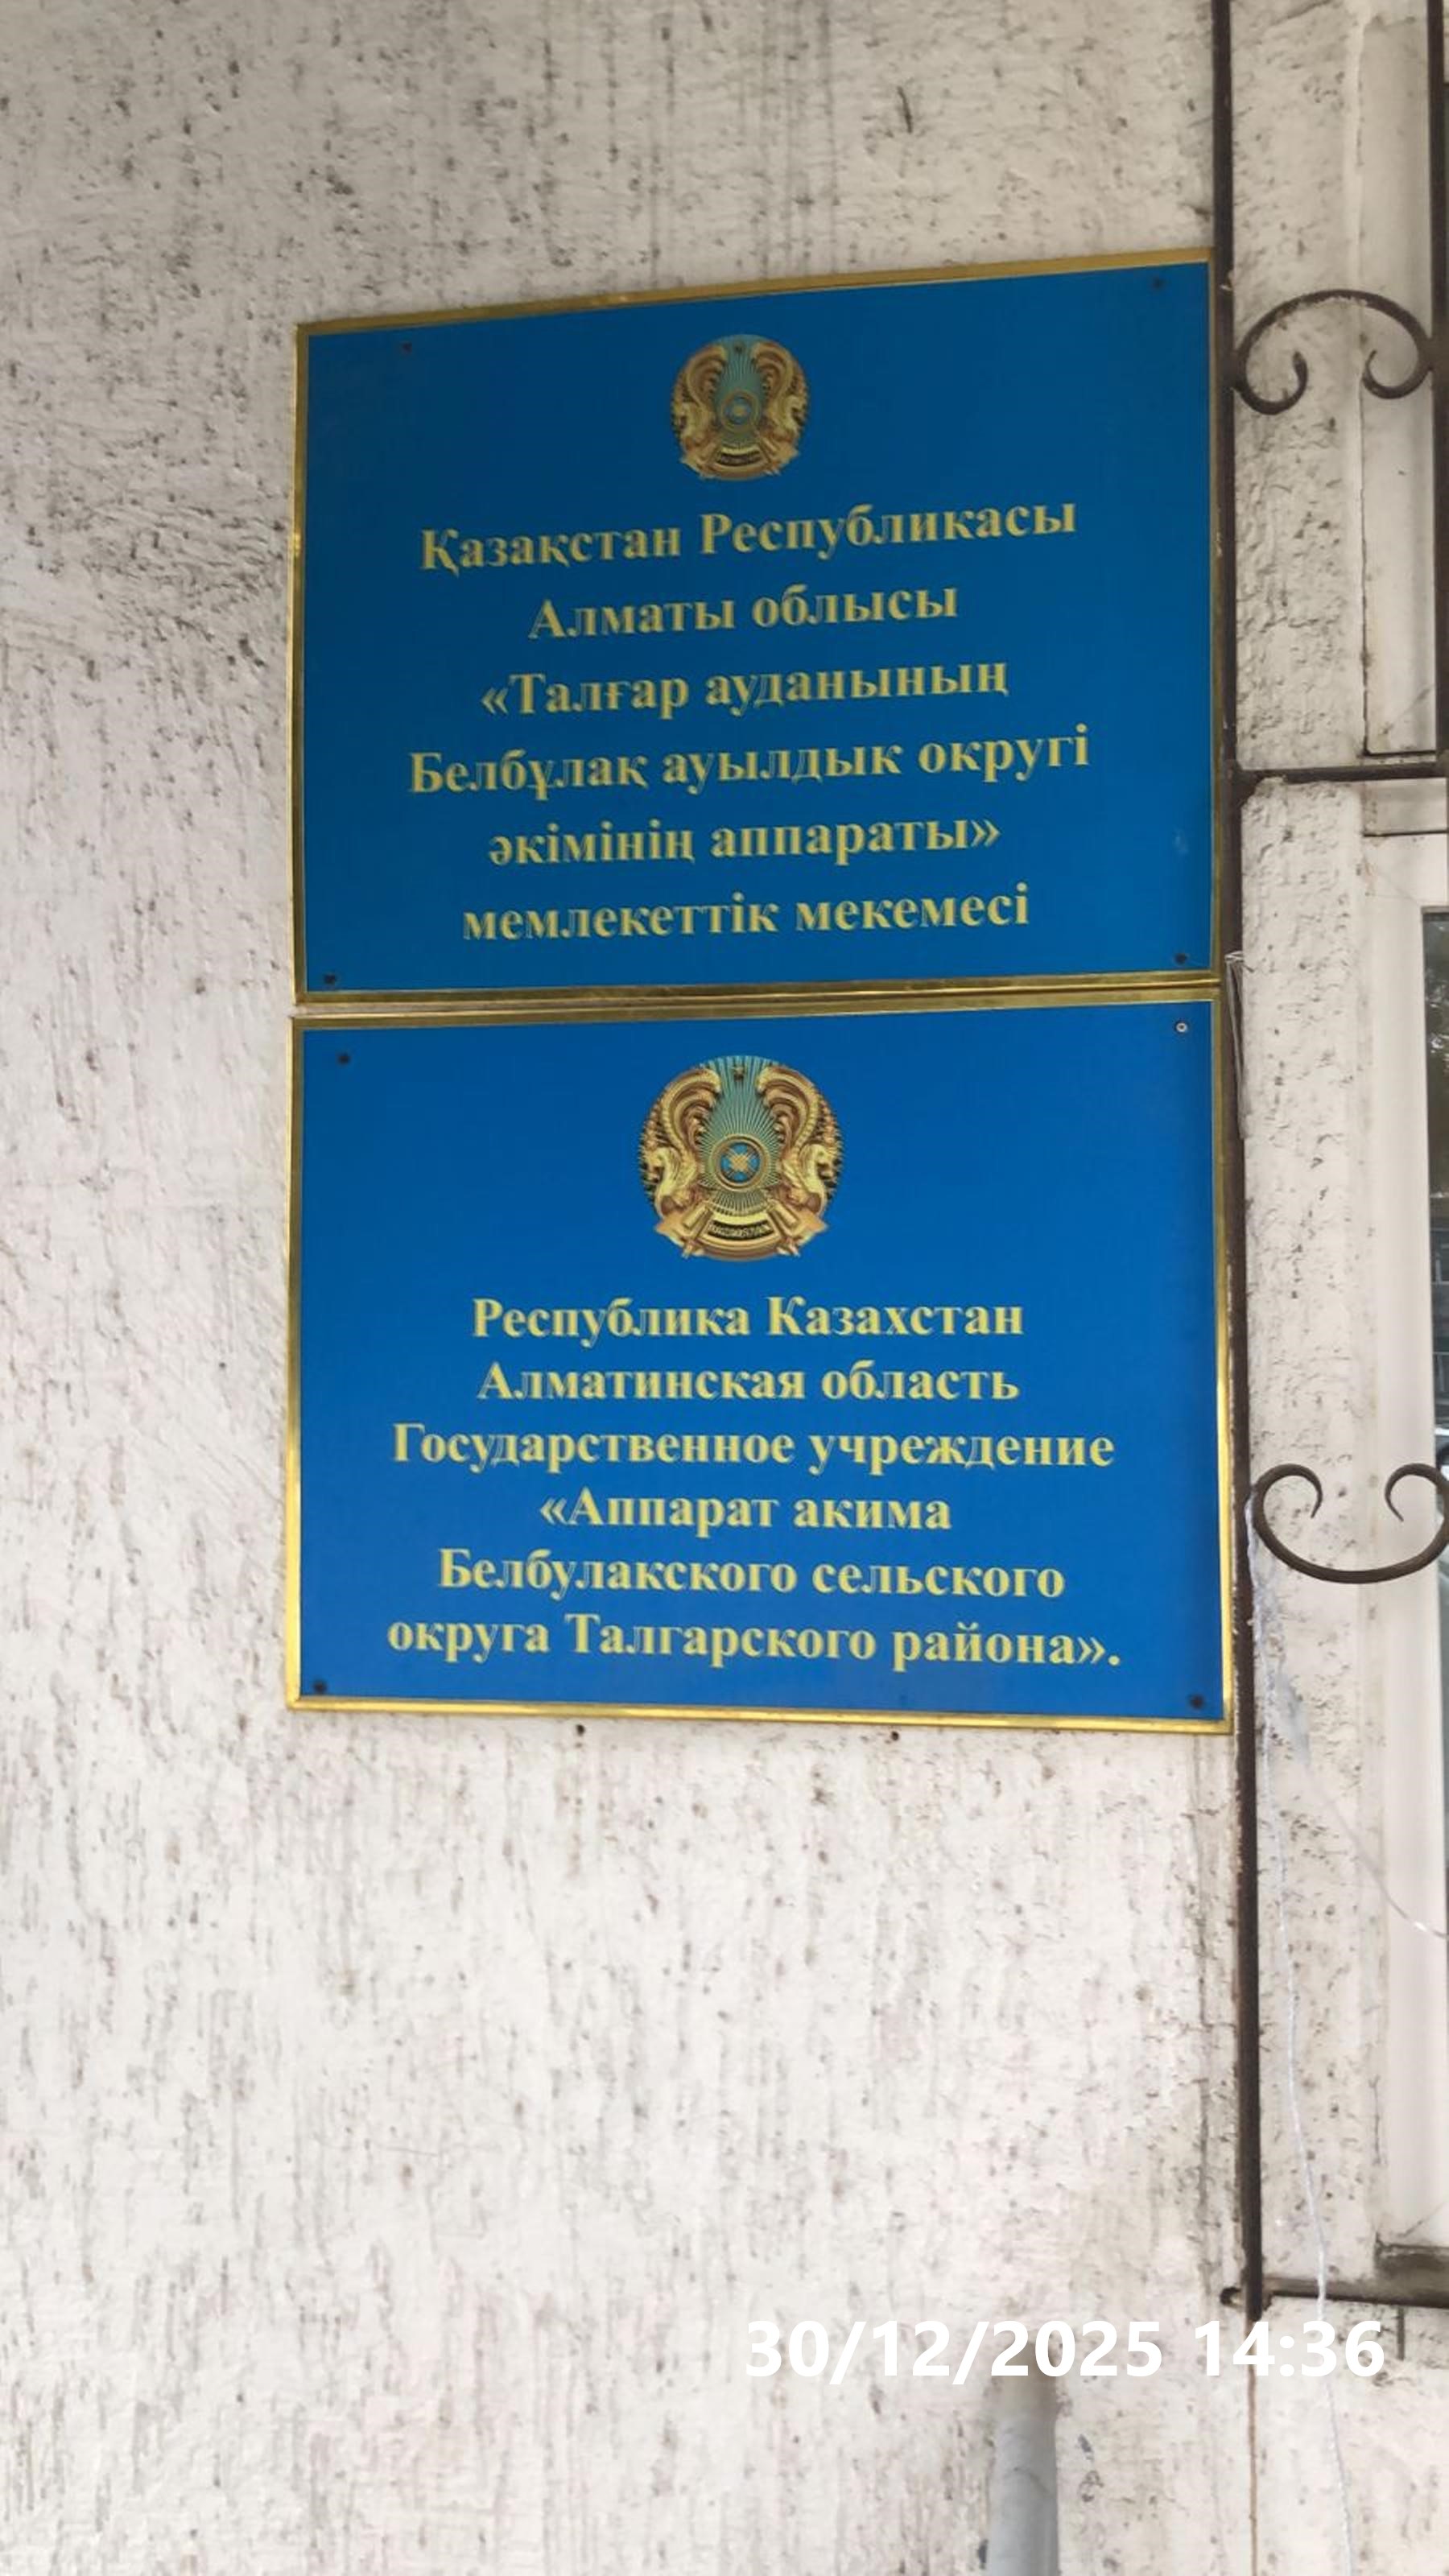 Қазақстан Республикасы
Алматы облысы
«Талғар ауданының
Белбұлақ ауылдык округі
әкімінің аппараты»
мемлекеттік мекемесі
Республика Казахстан
Алматинская область
Государственное учреждение
«Аппарат акима
Белбулакского сельского
округа Талгарского района».
30/12/2025 14:36